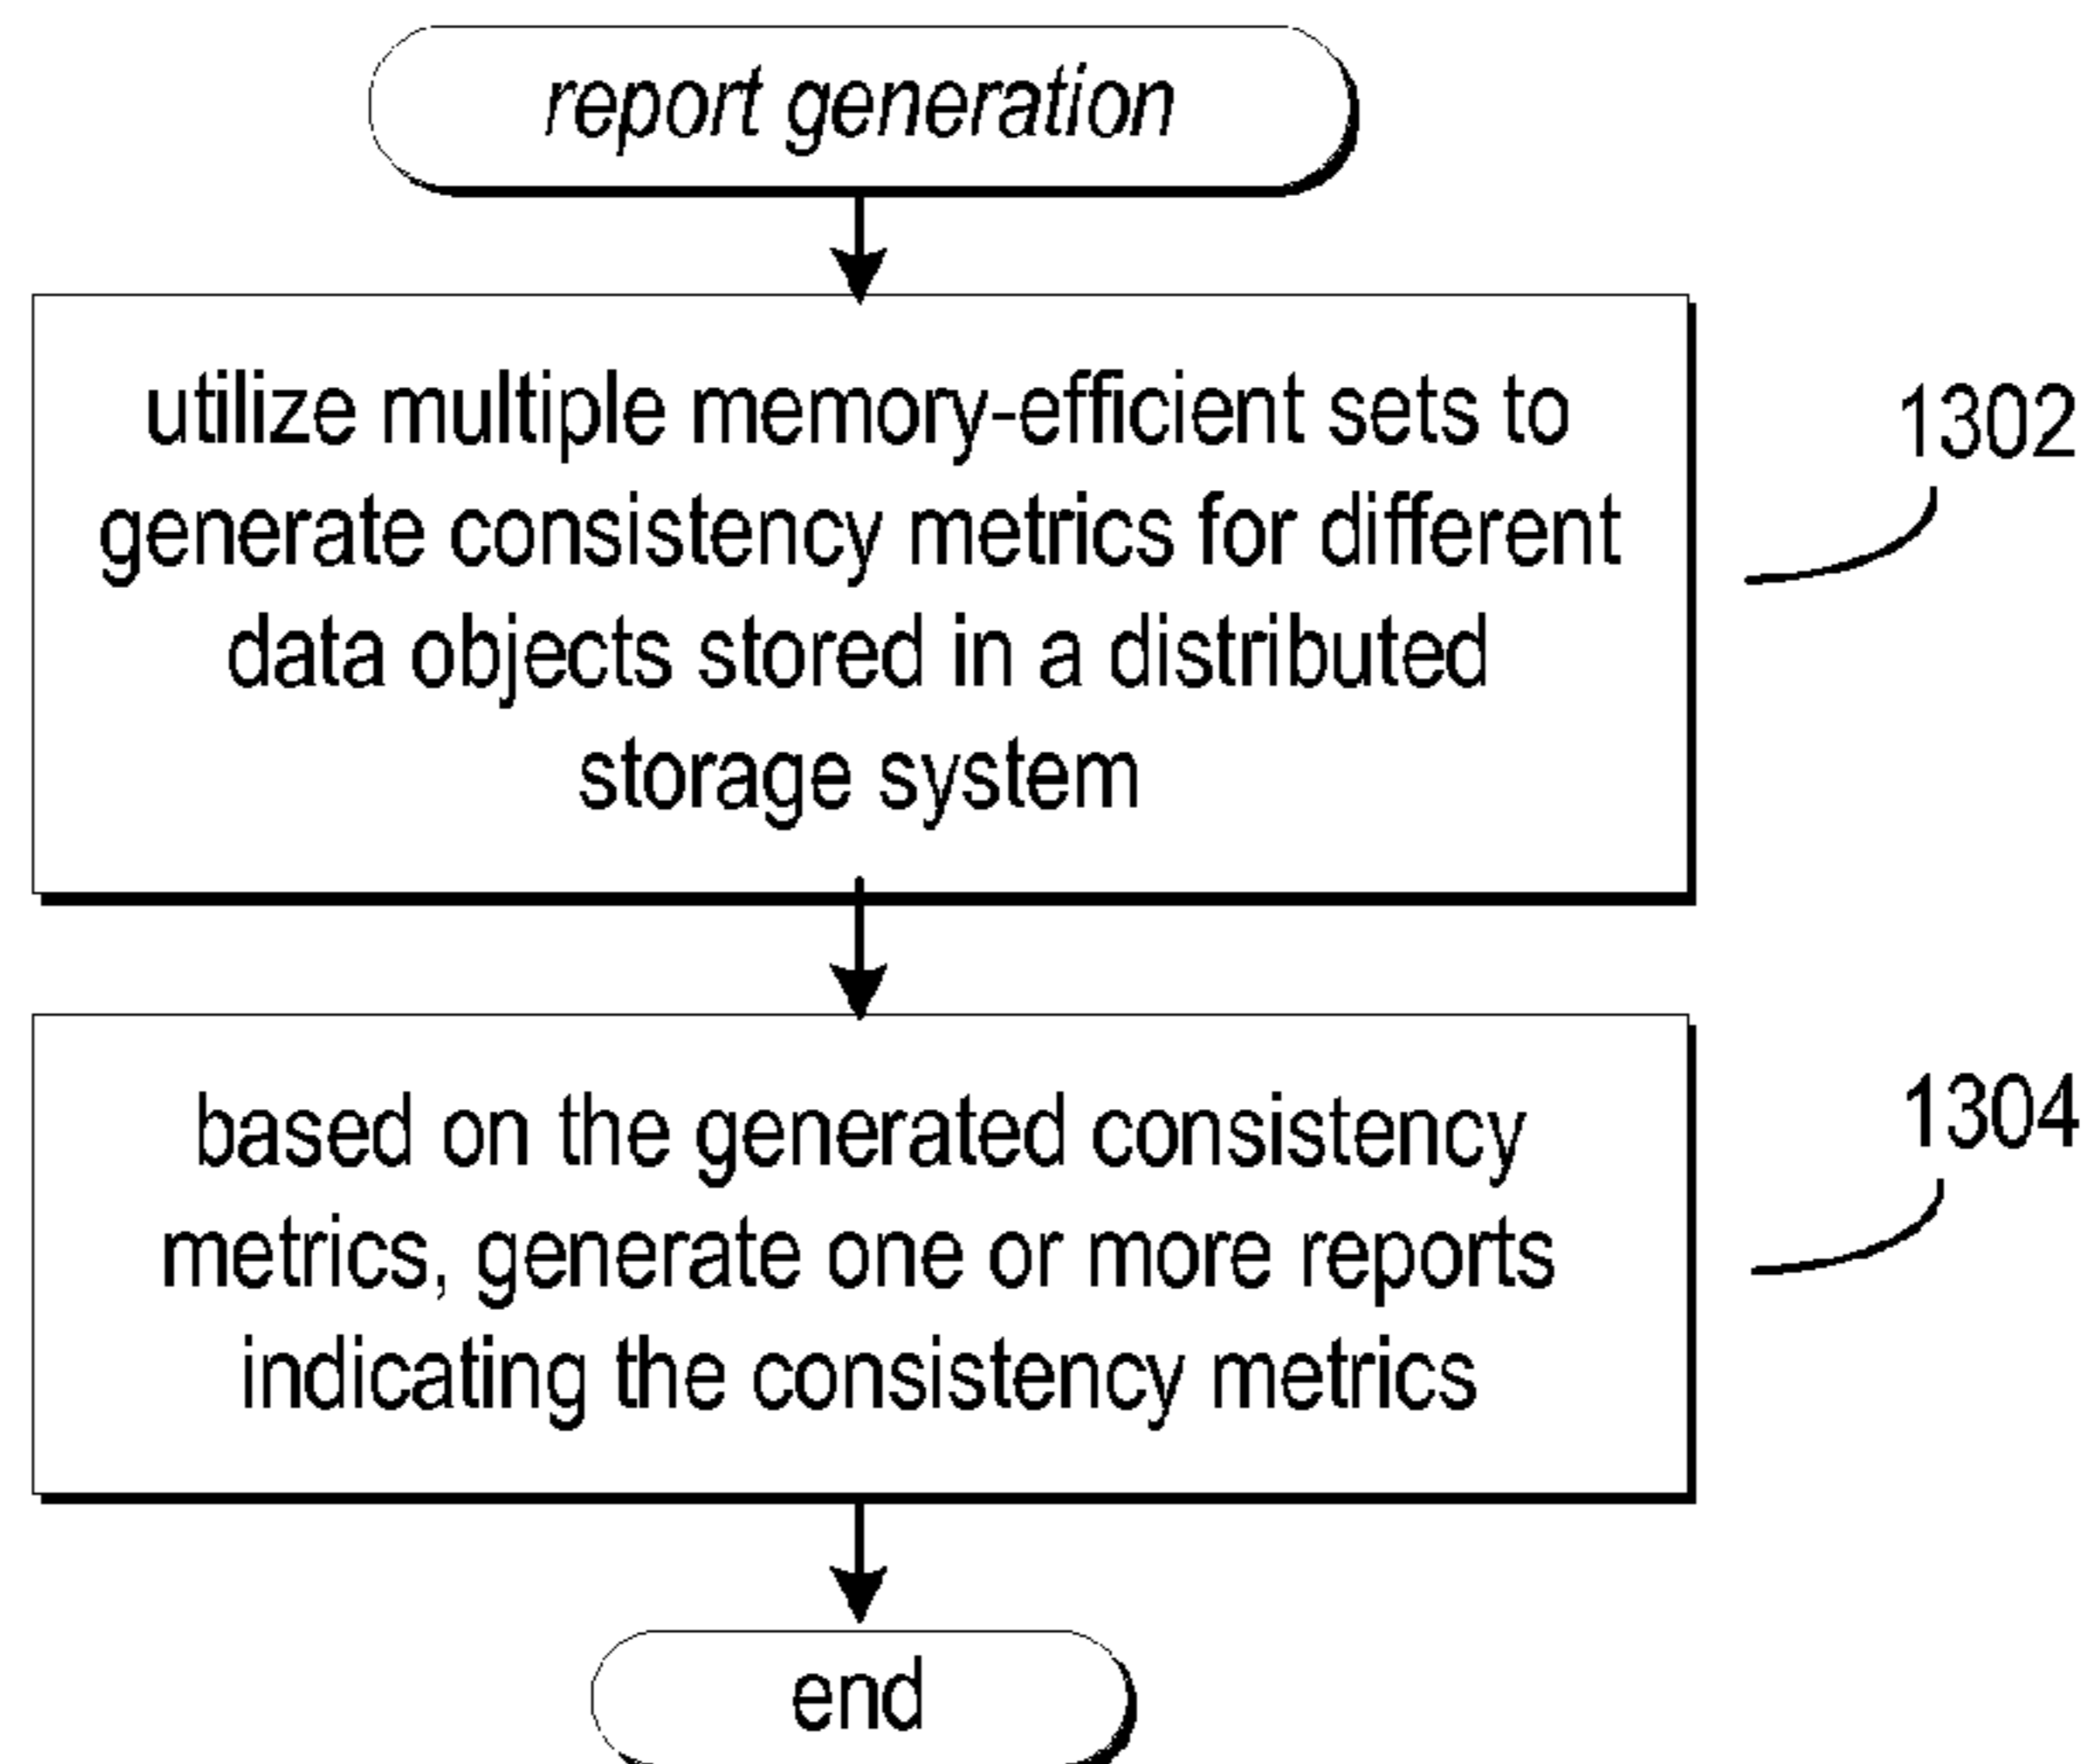 report generation
utilize multiple memory-efficient sets to
generate consistency metrics for different
data objects stored in a distributed
storage system
1302
based on the generated consistency
metrics, generate one or more reports
indicating the consistency metrics
1304
end